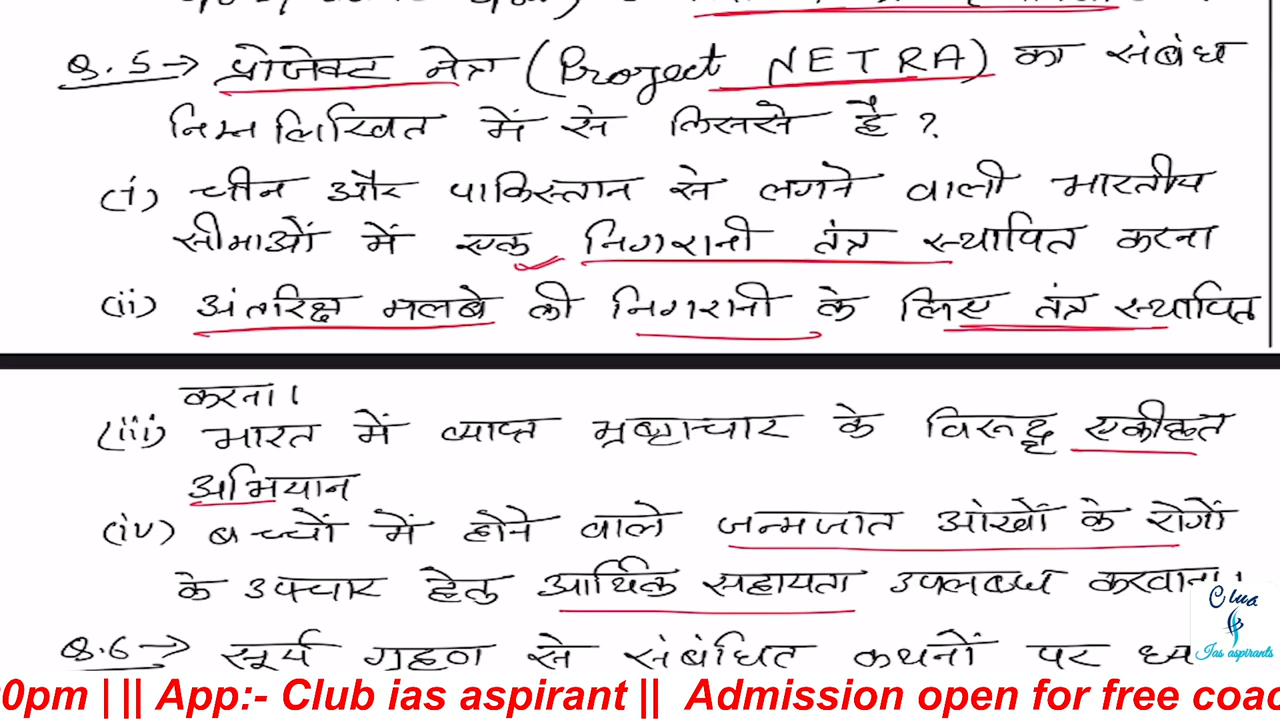 Q.5→ प्रोजेक्ट नेत्रा (Project NETRA) का संबंध
निम्नलिखित में से किससे है ?
(i) चीन और पाकिस्तान से लगने वाली भारतीय
सीमाओं में एक निगरानी तंत्र स्थापित करना
(ii) अंतरिक्ष मलबे की निगरानी के लिए तंत्र स्थापित
करना।
(iii) भारत में व्याप्त भ्रष्टाचार के विरूद्ध एकीकृत
अभियान
(iv) बच्चों में होने वाले जन्मजात आंखों के रोगों
के उपचार हेतु आर्थिक सहायता उपलब्ध करवाना।
Club
Ias aspirants
Q.6→ सूर्य ग्रहण से संबंधित कथनों पर ध्य
0pm | || App:- Club ias aspirant || Admission open for free coac